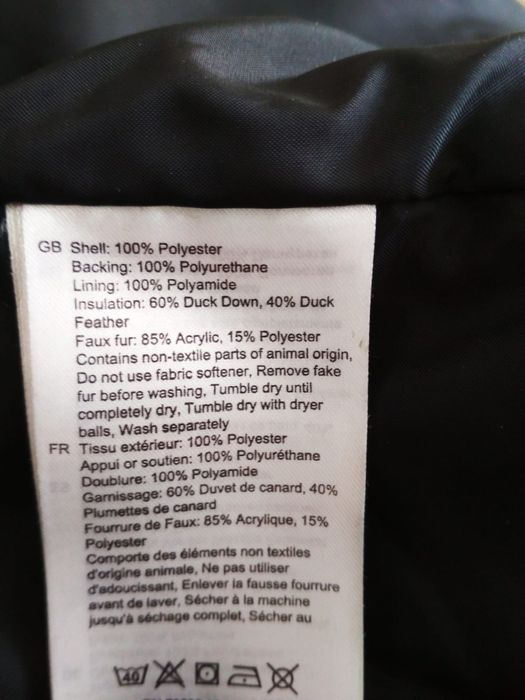 GB Shell: 100% Polyester
Backing: 100% Polyurethane
Lining: 100% Polyamide
Insulation: 60% Duck Down, 40% Duck
Feather
Faux fur: 85% Acrylic, 15% Polyester
Contains non-textile parts of animal origin,
Do not use fabric softener, Remove fake
fur before washing, Tumble dry until
completely dry, Tumble dry with dryer
balls, Wash separately
FR Tissu extérieur: 100% Polyester
Appui or soutien: 100% Polyuréthane
Doublure: 100% Polyamide
Garnissage: 60% Duvet de canard, 40%
Plumettes de canard
Fourrure de Faux: 85% Acrylique, 15%
Polyester
Comporte des éléments non textiles
d'origine animale, Ne pas utiliser
d'adoucissant, Enlever la fausse fourrure
avant de laver, Sécher à la machine
jusqu'à séchage complet, Sécher au
40